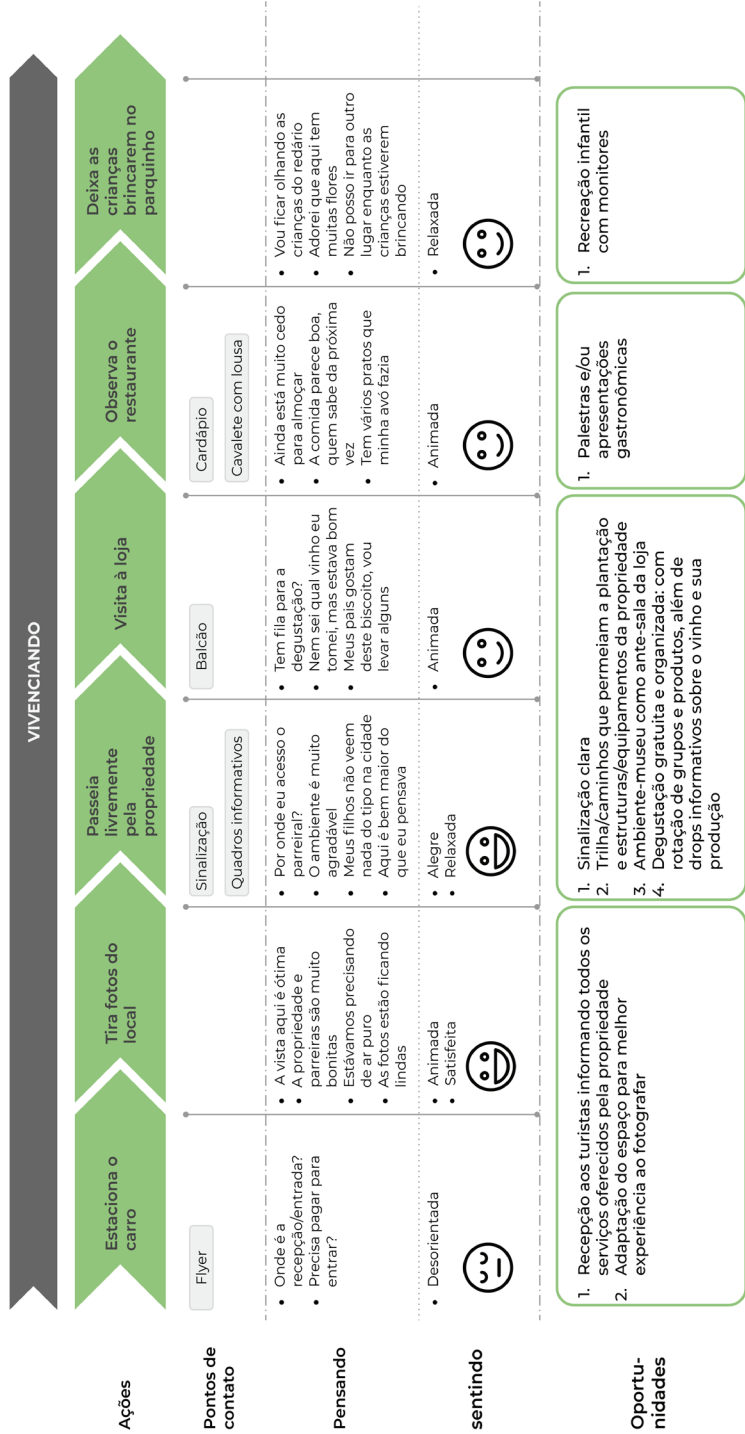 VIVENCIANDO
Ações
Estaciona o
carro
Tira fotos do
local
Passeia
livremente
pela
propriedade
Visita à loja
Observa o
restaurante
Deixa as
crianças
brincarem no
parquinho
Pontos de
contato
Flyer
Sinalização
Quadros informativos
Balcão
Cardápio
Cavalete com lousa
Pensando
• Onde é a
recepção/entrada?
• Precisa pagar para
entrar?
• A vista aqui é ótima
• A propriedade e
parreiras são muito
bonitas
• Estávamos precisando
de ar puro
• As fotos estão ficando
lindas
• Por onde eu acesso o
parreiral?
• O ambiente é muito
agradável
• Meus filhos não veem
nada do tipo na cidade
• Aqui é bem maior do
que eu pensava
• Tem fila para a
degustação?
• Nem sei qual vinho eu
tomei, mas estava bom
• Meus pais gostam
deste biscoito, vou
levar alguns
• Ainda está muito cedo
para almoçar
• A comida parece boa,
quem sabe da próxima
vez
• Tem vários pratos que
minha avó fazia
• Vou ficar olhando as
crianças do redário
• Adorei que aqui tem
muitas flores
• Não posso ir para outro
lugar enquanto as
crianças estiverem
brincando
sentindo
• Desorientada
• Animada
• Satisfeita
• Alegre
• Relaxada
• Animada
• Animada
• Relaxada
Oportu-
nidades
1. Recepção aos turistas informando todos os
serviços oferecidos pela propriedade
2. Adaptação do espaço para melhor
experiência ao fotografar
1. Sinalização clara
2. Trilha/caminhos que permeiam a plantação
e estruturas/equipamentos da propriedade
3. Ambiente-museu como ante-sala da loja
4. Degustação gratuita e organizada: com
rotação de grupos e produtos, além de
drops informativos sobre o vinho e sua
produção
1. Palestras e/ou
apresentações
gastronômicas
1. Recreação infantil
com monitores